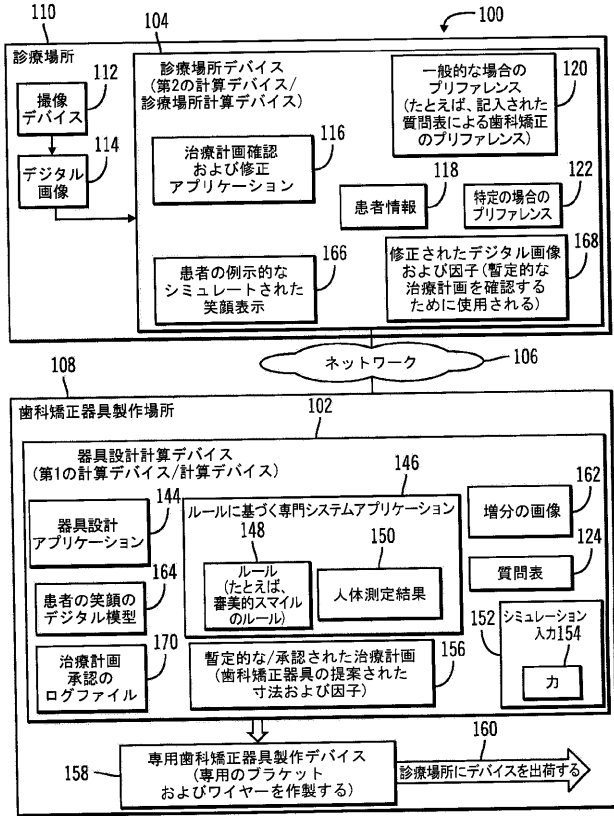 100
110
診療場所
112
撮像
デバイス
114
デジタル
画像
104
診療場所デバイス
(第2の計算デバイス/
診療場所計算デバイス)
116
治療計画確認
および修正
アプリケーション
一般的な場合の
プリファレンス
(たとえば、記入された
質問表による歯科矯正
のプリファレンス)
120
118
患者情報
122
特定の場合の
プリファレンス
166
患者の例示的な
シミュレートされた
笑顔表示
168
修正されたデジタル画像
および因子(暫定的な
治療計画を確認する
ために使用される)
ネットワーク
106
108
歯科矯正器具製作場所
102
器具設計計算デバイス
(第1の計算デバイス/計算デバイス)
144
器具設計
アプリケーション
146
ルールに基づく専門システムアプリケーション
148
ルール
(たとえば、
審美的スマイル
のルール)
150
人体測定結果
162
増分の画像
124
質問表
164
患者の笑顔の
デジタル模型
152
シミュレーション
入力
154
力
170
治療計画
承認の
ログファイル
暫定的な/承認された治療計画
(歯科矯正器具の提案された
寸法および因子)
156
158
専用歯科矯正器具製作デバイス
(専用のブラケット
およびワイヤーを作製する)
160
診療場所にデバイスを出荷する